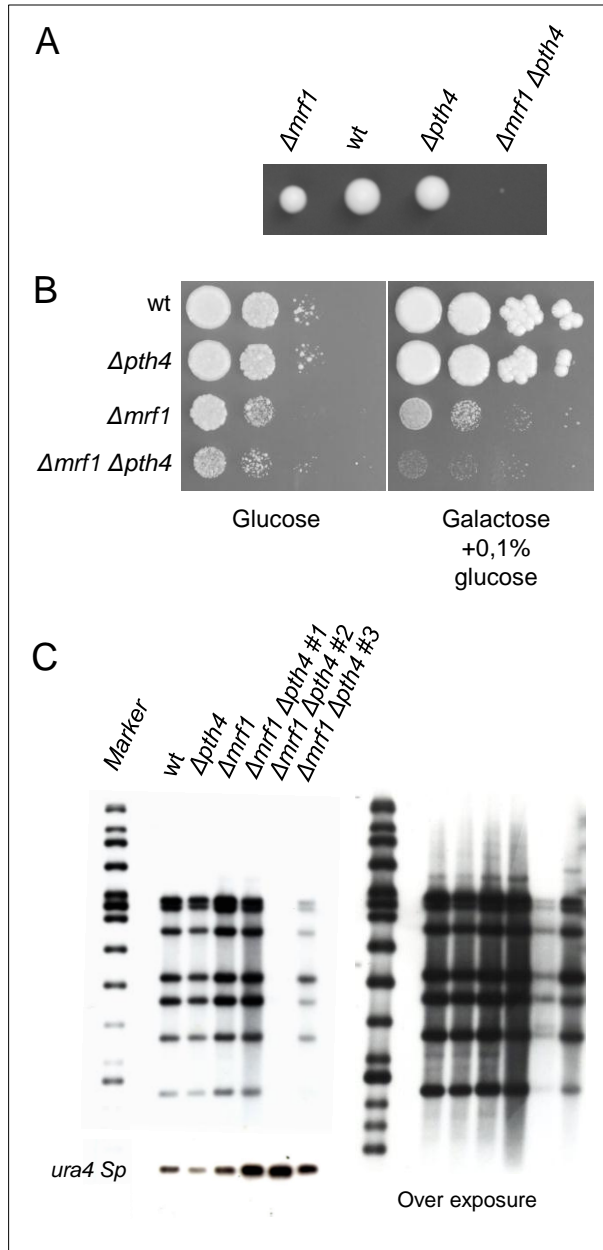 A
Δmrf1
wt
Δpth4
Δmrf1 Δpth4
B
wt
Δpth4
Δmrf1
Δmrf1 Δpth4
Glucose
Galactose
+0,1%
glucose
C
Marker
wt
Δpth4
Δmrf1
Δmrf1 Δpth4 #1
Δmrf1 Δpth4 #2
Δmrf1 Δpth4 #3
ura4 Sp
Over exposure